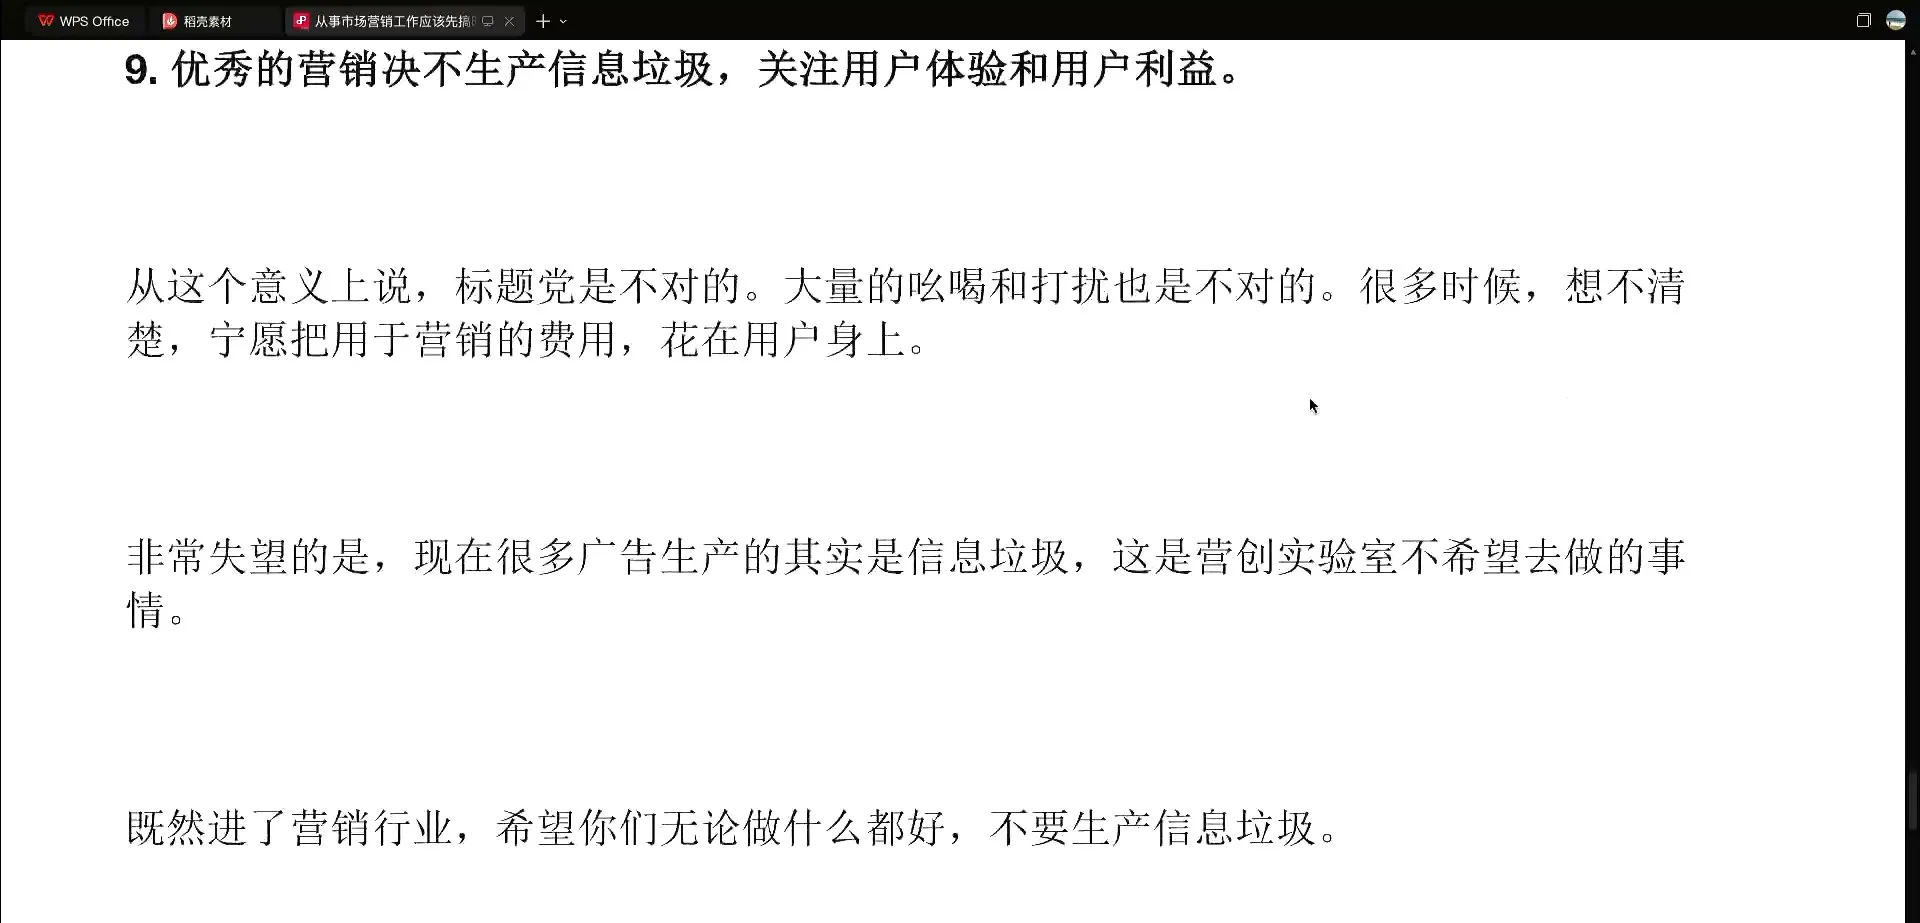 WPS Office
稻壳素材
从事市场营销工作应该先搞
9. 优秀的营销决不生产信息垃圾，关注用户体验和用户利益。
从这个意义上说，标题党是不对的。大量的吆喝和打扰也是不对的。很多时候，想不清
楚，宁愿把用于营销的费用，花在用户身上。
非常失望的是，现在很多广告生产的其实是信息垃圾，这是营创实验室不希望去做的事
情。
既然进了营销行业，希望你们无论做什么都好，不要生产信息垃圾。